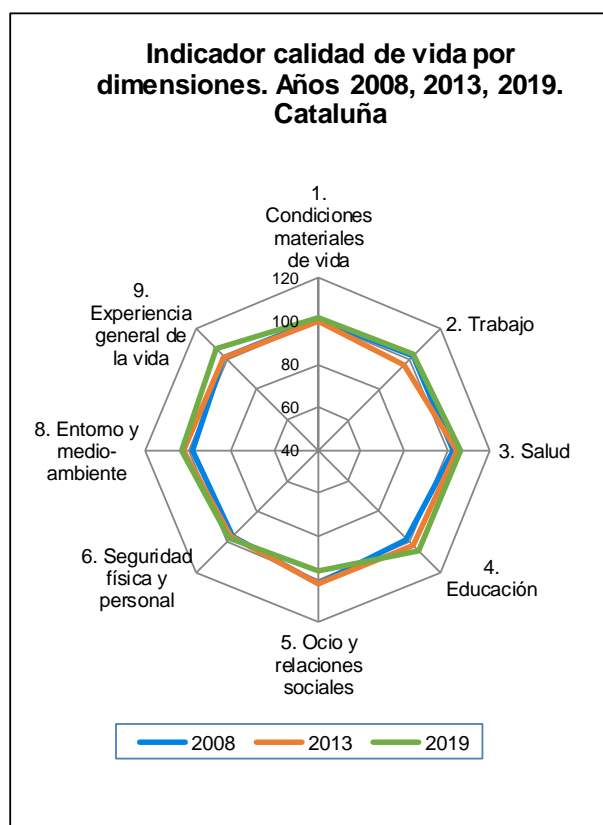 Indicador calidad de vida por
dimensiones. Años 2008, 2013, 2019.
Cataluña
1.
Condiciones
materiales
de vida
2. Trabajo
3. Salud
4.
Educación
5. Ocio y
relaciones
sociales
6. Seguridad
física y
personal
8. Entorno y
medio-
ambiente
9.
Experiencia
general de
la vida
120
100
80
60
40
2008
2013
2019